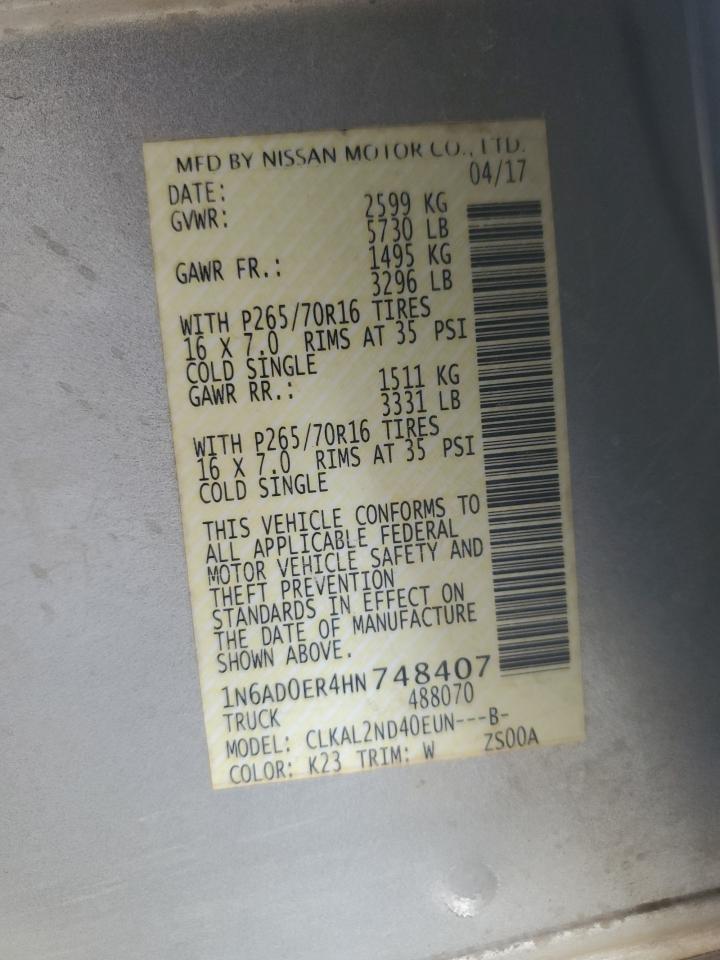 MFD BY NISSAN MOTOR CO., LTD.
DATE: 04/17
GVWR: 2599 KG
5730 LB
GAWR FR.: 1495 KG
3296 LB
WITH P265/70R16 TIRES
16 X 7.0 RIMS AT 35 PSI
COLD SINGLE
GAWR RR.: 1511 KG
3331 LB
WITH P265/70R16 TIRES
16 X 7.0 RIMS AT 35 PSI
COLD SINGLE
THIS VEHICLE CONFORMS TO
ALL APPLICABLE FEDERAL
MOTOR VEHICLE SAFETY AND
THEFT PREVENTION
STANDARDS IN EFFECT ON
THE DATE OF MANUFACTURE
SHOWN ABOVE.
1N6AD0ER4HN748407
TRUCK 488070
MODEL: CLKAL2ND40EUN---B-
COLOR: K23 TRIM: W ZS00A